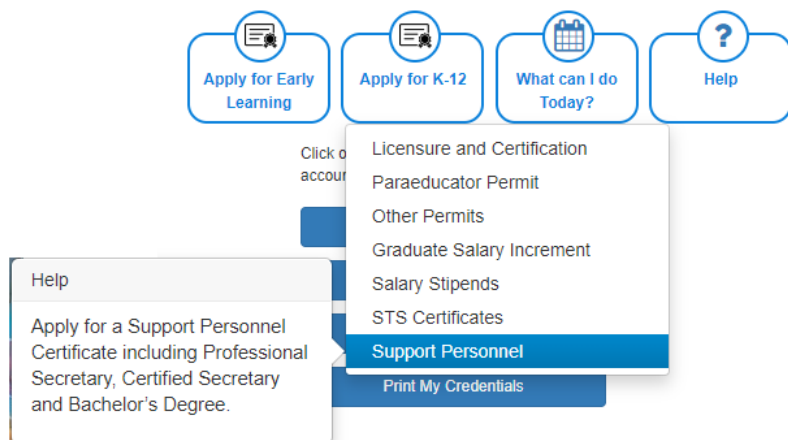 ?
Apply for Early
Learning
Apply for K-12
What can I do
Today?
Help
Click o
accour
Licensure and Certification
Paraeducator Permit
Other Permits
Graduate Salary Increment
Salary Stipends
STS Certificates
Support Personnel
Print My Credentials
Help
Apply for a Support Personnel
Certificate including Professional
Secretary, Certified Secretary
and Bachelor's Degree.